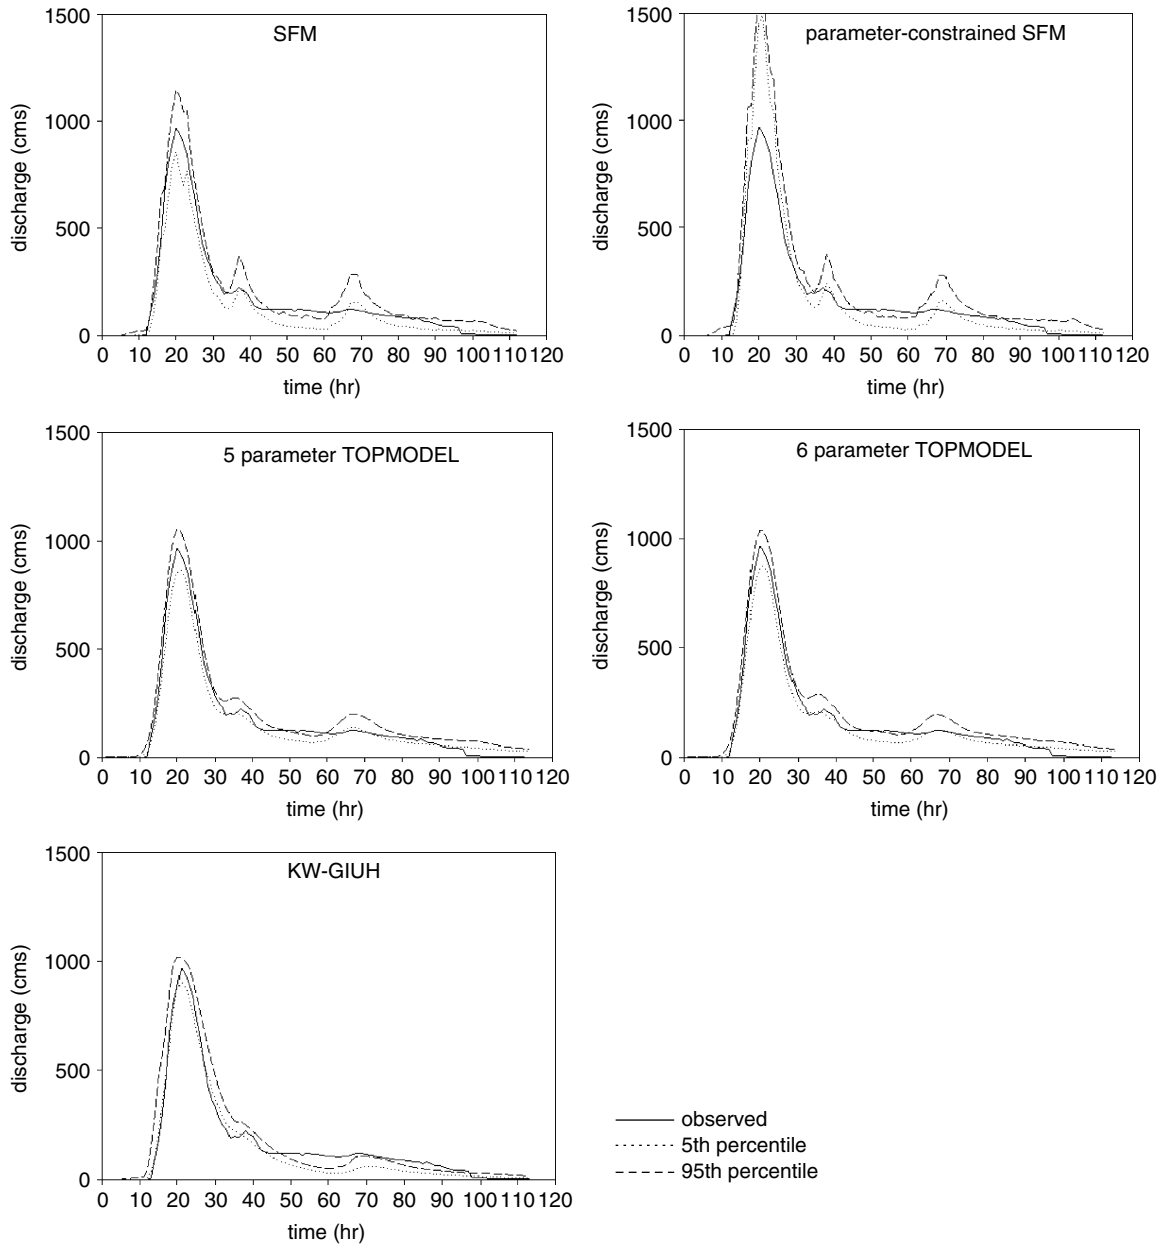 SFM
1500
1000
500
0
discharge (cms)
0 10 20 30 40 50 60 70 80 90 100 110 120
time (hr)
parameter-constrained SFM
1500
1000
500
0
discharge (cms)
0 10 20 30 40 50 60 70 80 90 100 110 120
time (hr)
5 parameter TOPMODEL
1500
1000
500
0
discharge (cms)
0 10 20 30 40 50 60 70 80 90 100 110 120
time (hr)
6 parameter TOPMODEL
1500
1000
500
0
discharge (cms)
0 10 20 30 40 50 60 70 80 90 100 110 120
time (hr)
KW-GIUH
1500
1000
500
0
discharge (cms)
0 10 20 30 40 50 60 70 80 90 100 110 120
time (hr)
observed
5th percentile
95th percentile